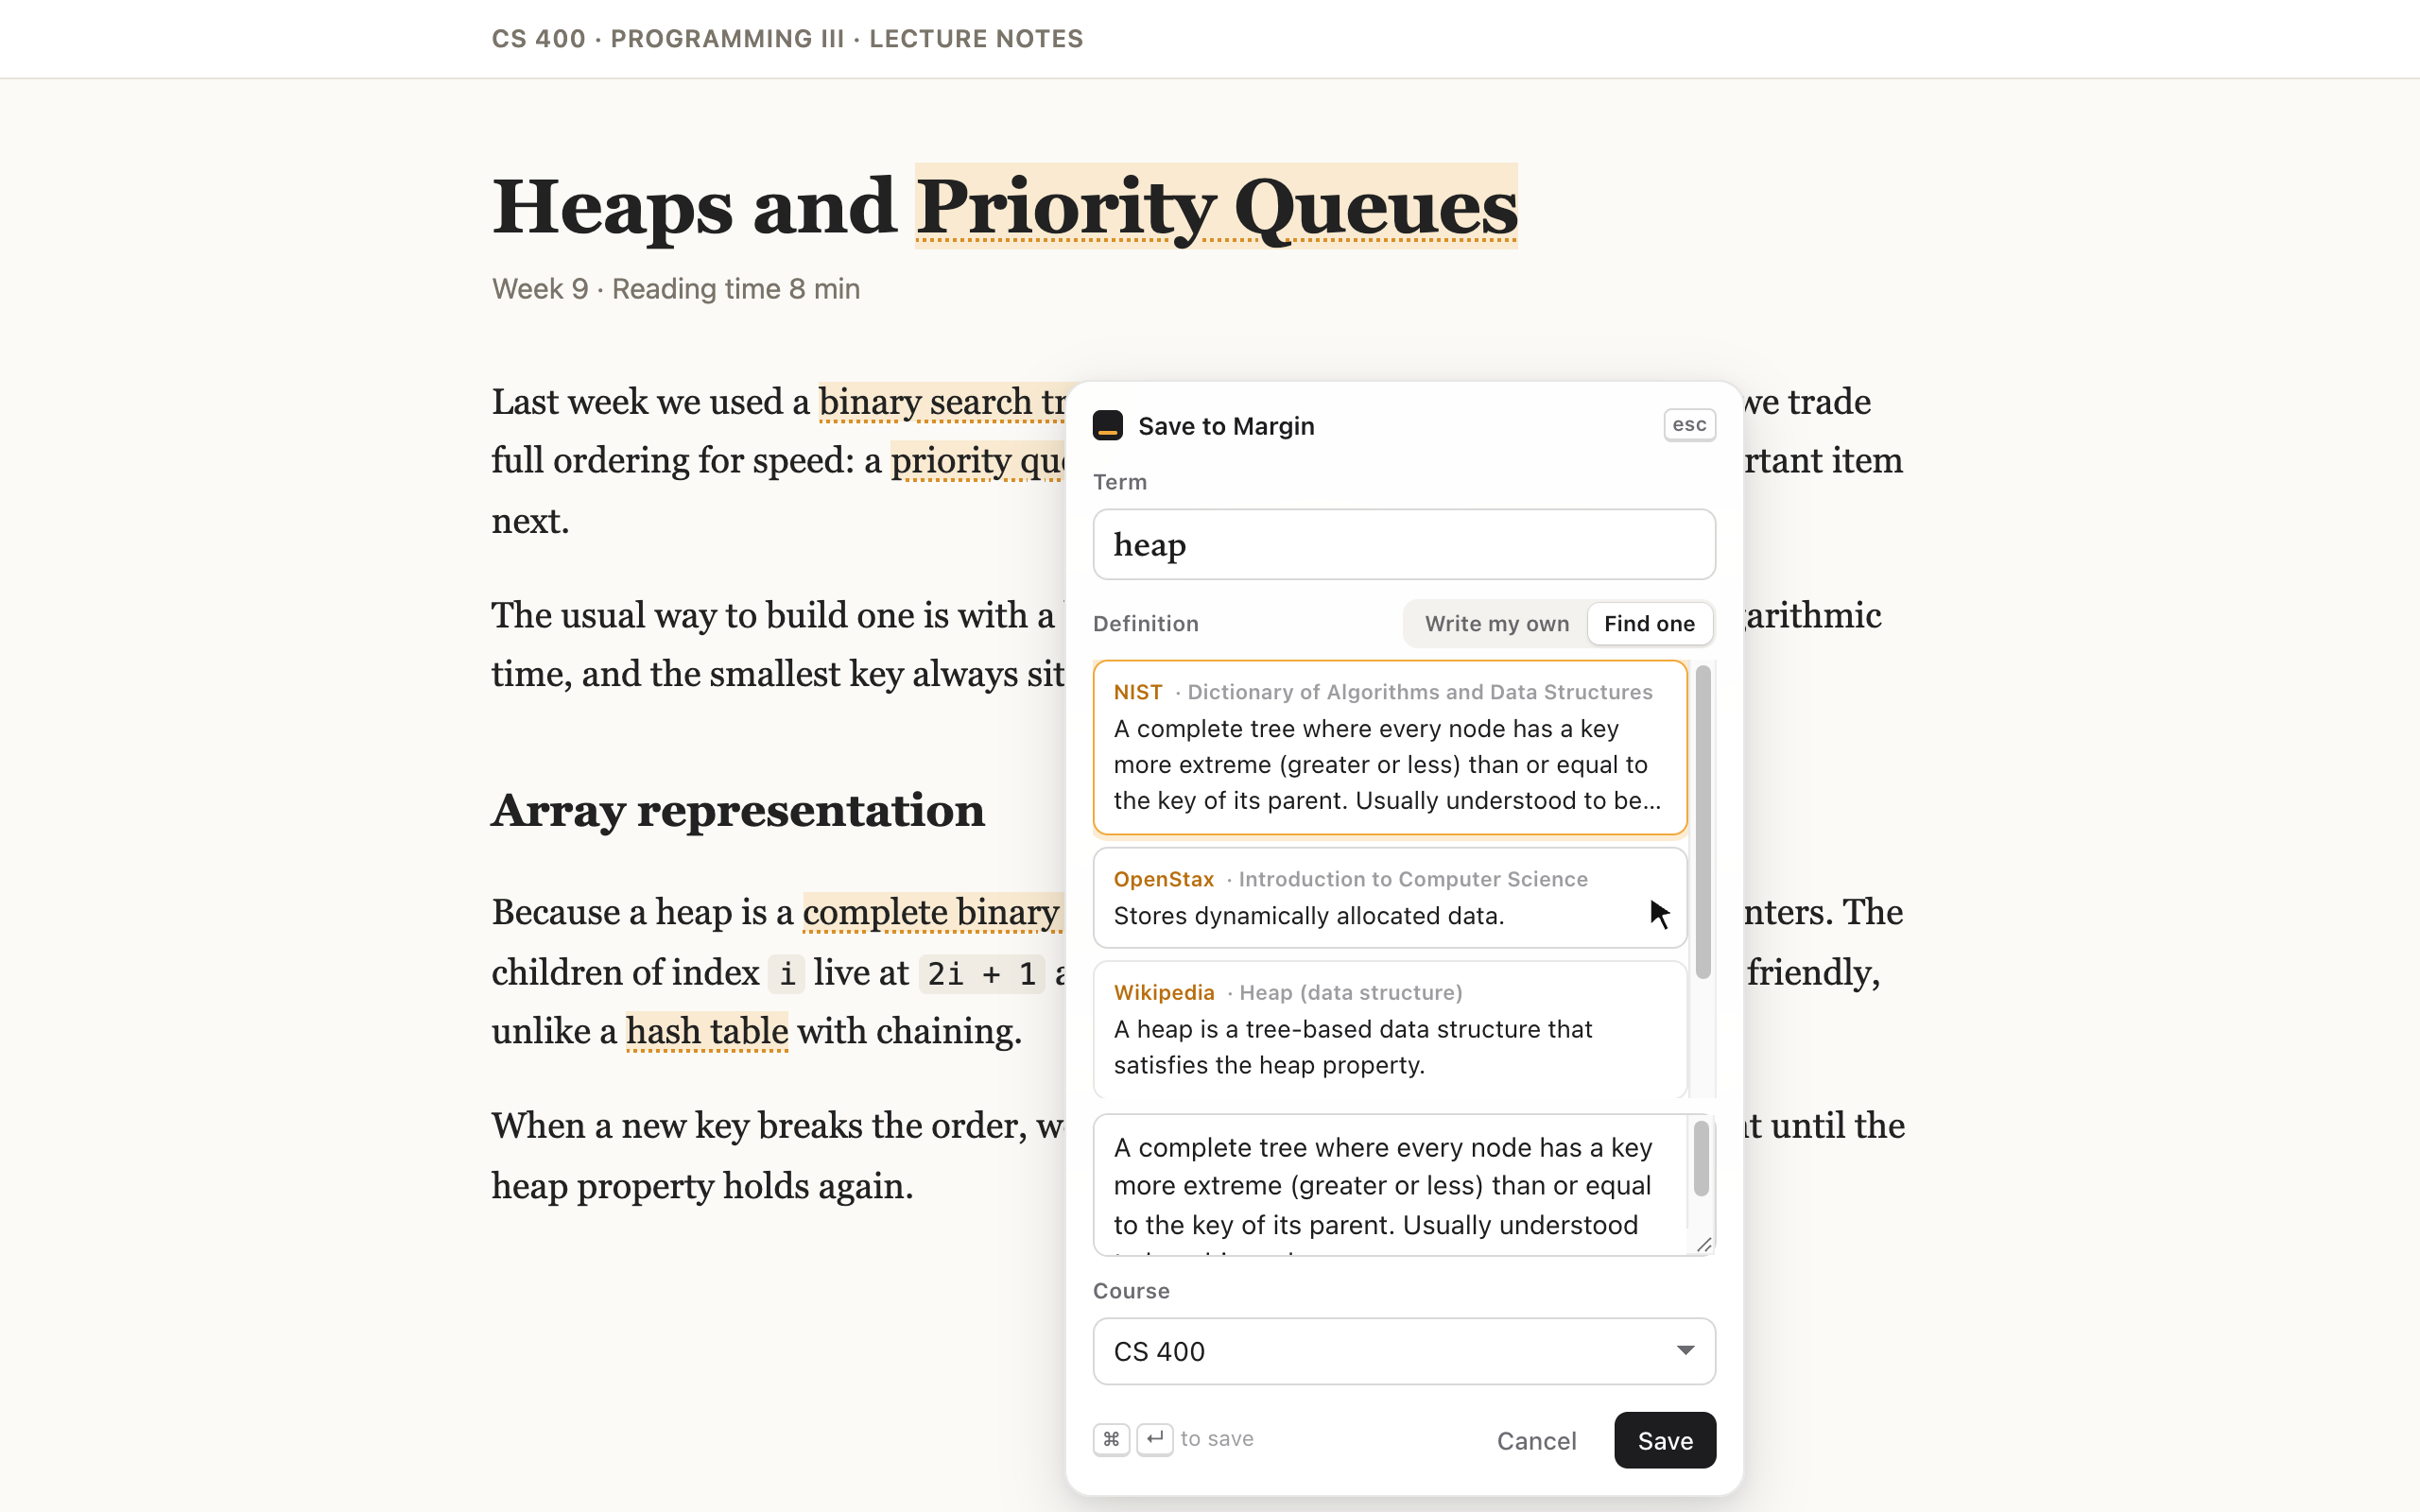 CS 400 · PROGRAMMING III · LECTURE NOTES
Heaps and Priority Queues
Week 9 · Reading time 8 min
Last week we used a binary search
we trade
full ordering for speed: a priority
item
next.
The usual way to build one is with a
time, and the smallest key always
Array representation
Because a heap is a complete binary
The
children of index i live at 2i + 1
friendly,
unlike a hash table with chaining.
When a new key breaks the order,
until the
heap property holds again.
Save to Margin
esc
Term
heap
Definition
Write my own
Find one
NIST · Dictionary of Algorithms and Data Structures
A complete tree where every node has a key
more extreme (greater or less) than or equal to
the key of its parent. Usually understood to be...
OpenStax · Introduction to Computer Science
Stores dynamically allocated data.
Wikipedia · Heap (data structure)
A heap is a tree-based data structure that
satisfies the heap property.
A complete tree where every node has a key
more extreme (greater or less) than or equal
to the key of its parent. Usually understood
Course
CS 400
⌘ ↵ to save
Cancel
Save